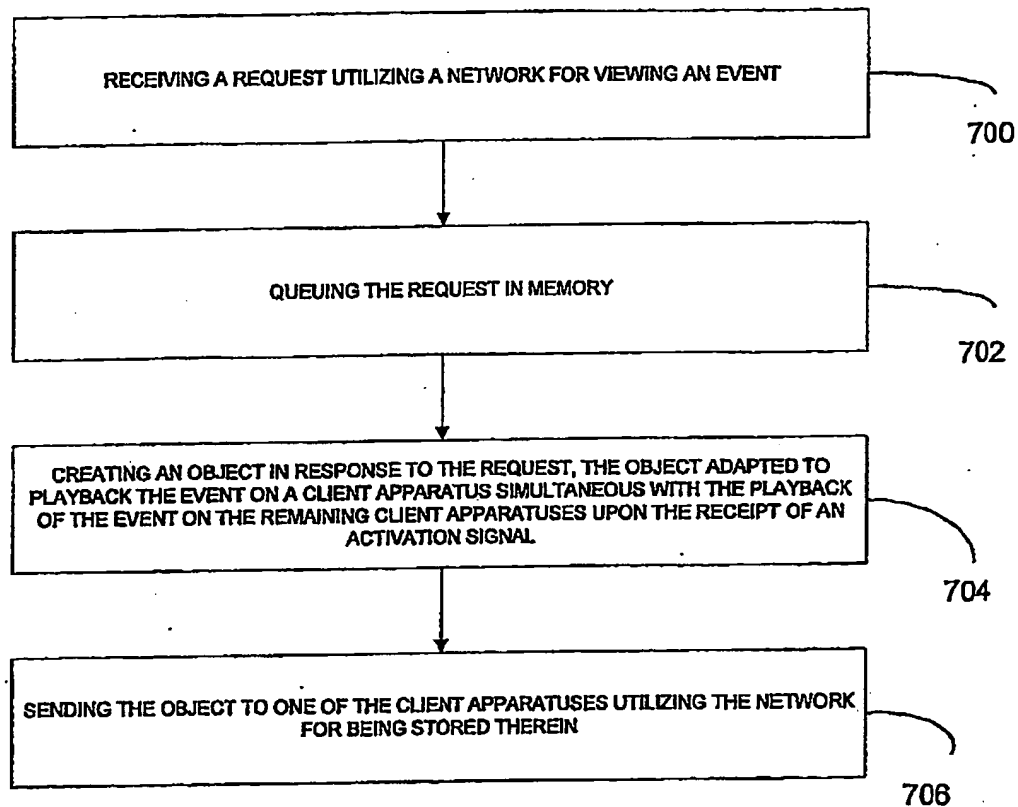 RECEIVING A REQUEST UTILIZING A NETWORK FOR VIEWING AN EVENT
700
QUEUING THE REQUEST IN MEMORY
702
CREATING AN OBJECT IN RESPONSE TO THE REQUEST, THE OBJECT ADAPTED TO
PLAYBACK THE EVENT ON A CLIENT APPARATUS SIMULTANEOUS WITH THE PLAYBACK
OF THE EVENT ON THE REMAINING CLIENT APPARATUSES UPON THE RECEIPT OF AN
ACTIVATION SIGNAL
704
SENDING THE OBJECT TO ONE OF THE CLIENT APPARATUSES UTILIZING THE NETWORK
FOR BEING STORED THEREIN
706